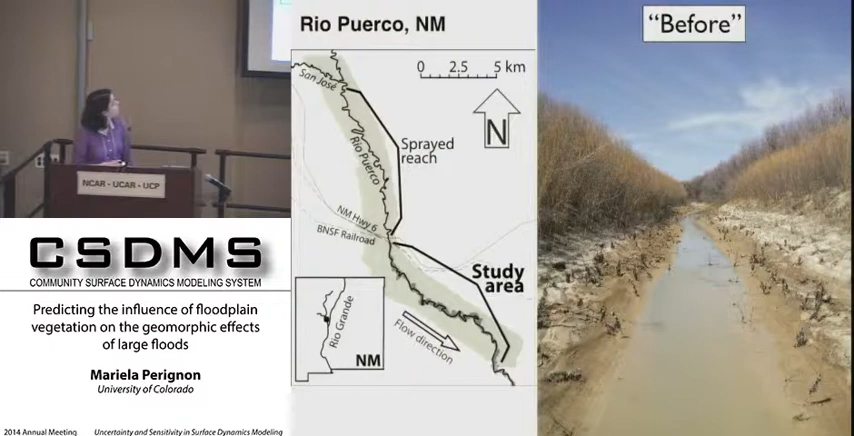 NCAR - UCAR - UCP
CSDMS
COMMUNITY SURFACE DYNAMICS MODELING SYSTEM
Predicting the influence of floodplain
vegetation on the geomorphic effects
of large floods
Mariela Perignon
University of Colorado
2014 Annual Meeting
Uncertainty and Sensitivity in Surface Dynamics Modeling
Rio Puerco, NM
0 2.5 5 km
San José
N
Sprayed
reach
Rio Puerco
NM Hwy 6
BNSF Railroad
Study
area
Rio Grande
Flow direction
NM
“Before”